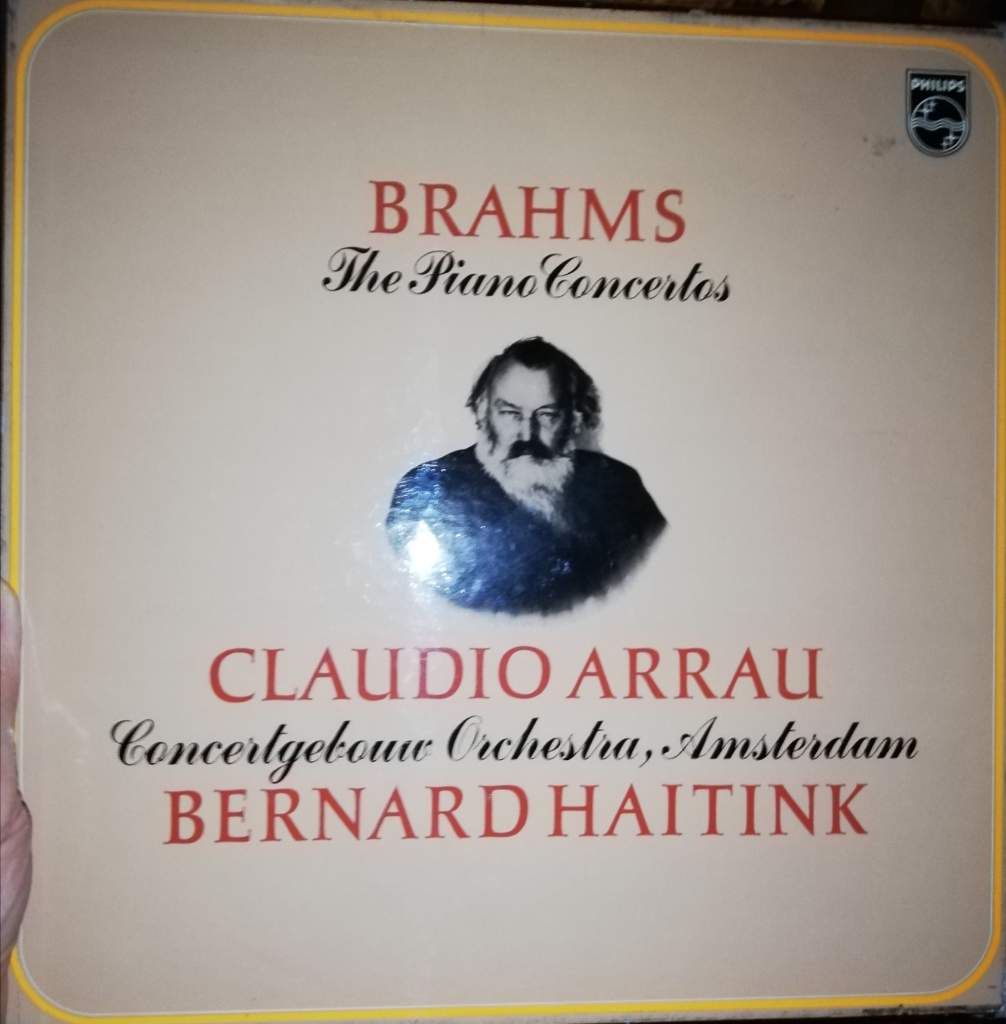 PHILIPS
BRAHMS
The Piano Concertos
CLAUDIO ARRAU
Concertgebouw Orchestra, Amsterdam
BERNARD HAITINK